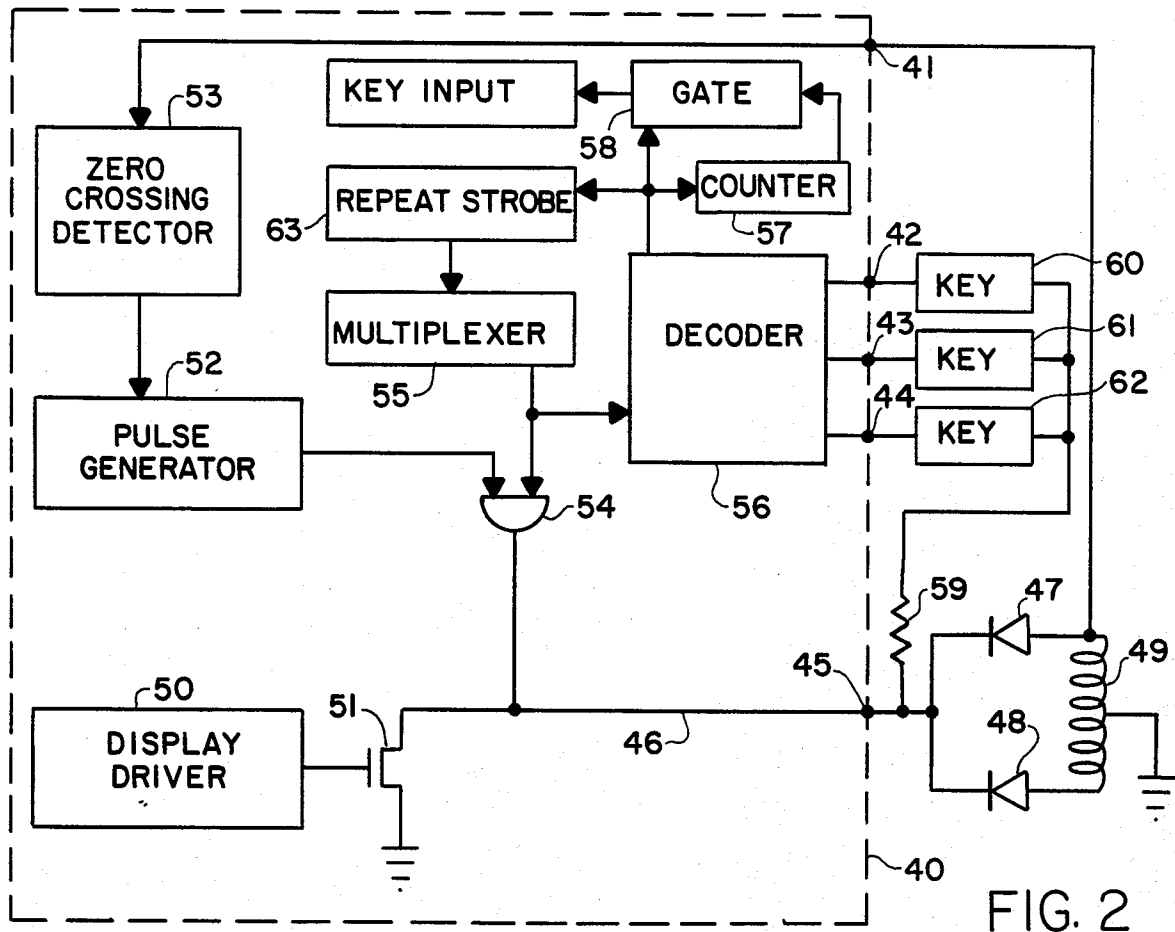 41
53
KEY INPUT
GATE
58
ZERO
CROSSING
DETECTOR
REPEAT STROBE
63
COUNTER
57
42
KEY
60
MULTIPLEXER
55
DECODER
43
KEY
61
52
44
KEY
62
PULSE
GENERATOR
54
56
59
47
49
50
51
45
46
48
DISPLAY
DRIVER
40
FIG. 2